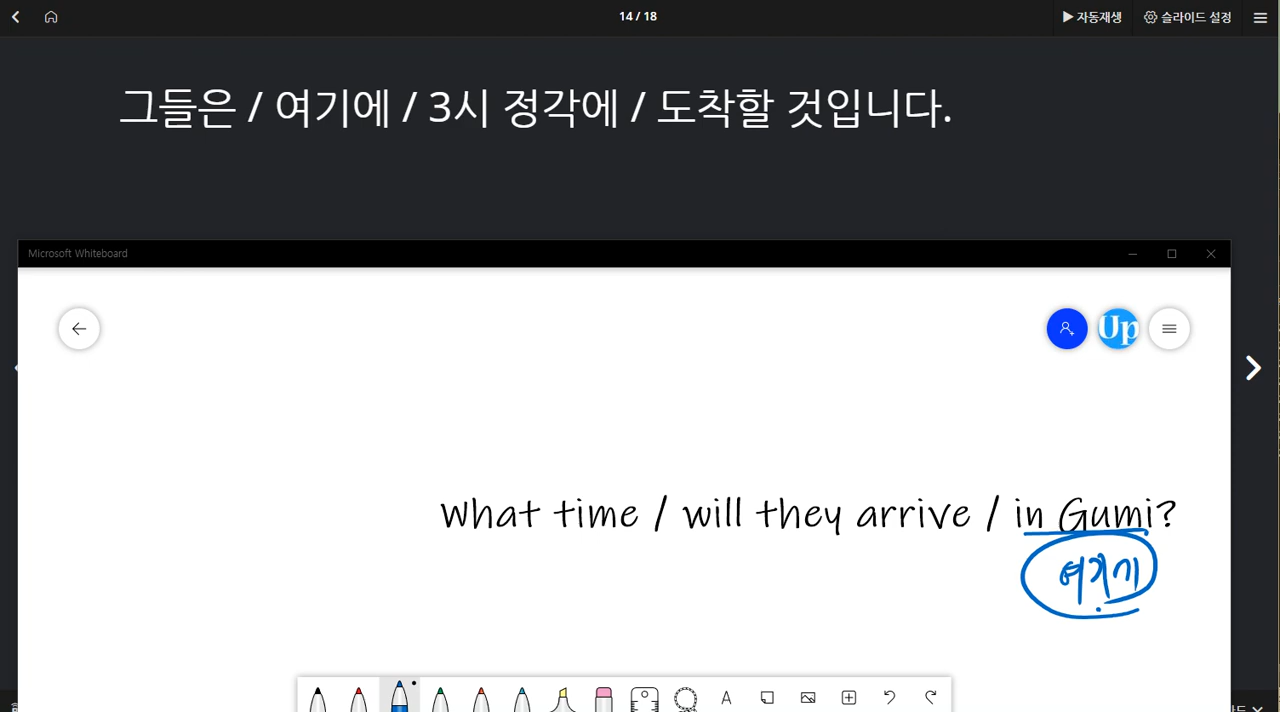 14 / 18
자동재생
슬라이드 설정
그들은 / 여기에 / 3시 정각에 / 도착할 것입니다.
Microsoft Whiteboard
Up
What time / will they arrive / in Gumi?
A